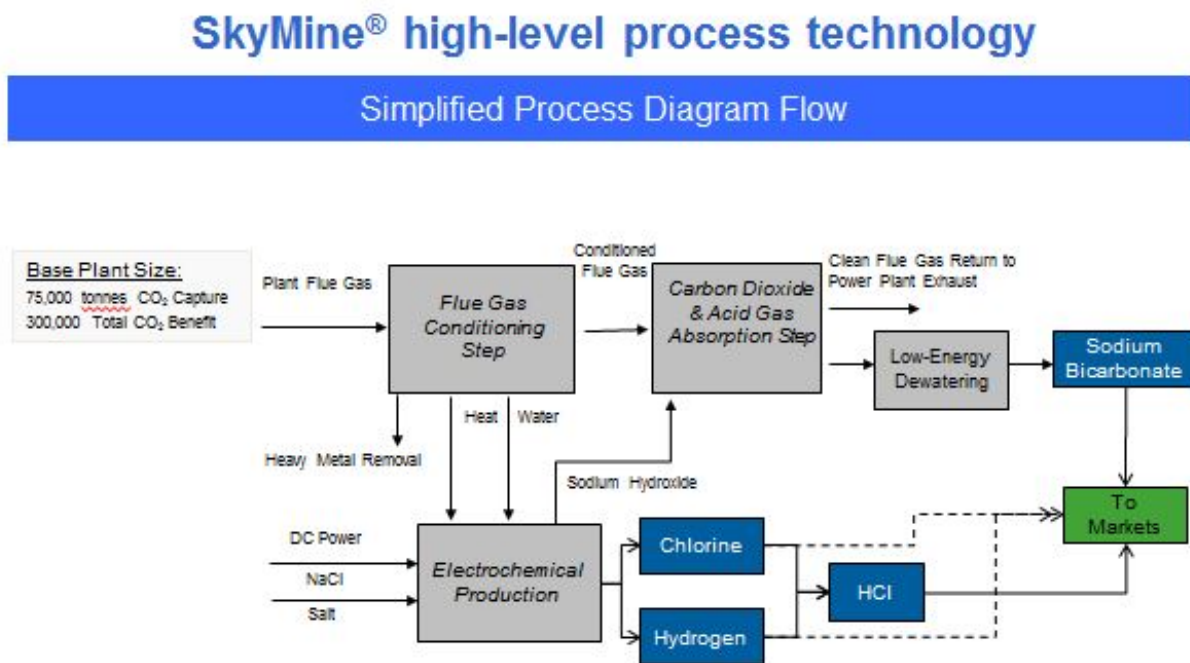 SkyMine® high-level process technology
Simplified Process Diagram Flow
Base Plant Size:
75,000 tonnes CO₂ Capture
300,000 Total CO₂ Benefit
Plant Flue Gas
Flue Gas
Conditioning
Step
Conditioned
Flue Gas
Carbon Dioxide
& Acid Gas
Absorption Step
Clean Flue Gas Return to
Power Plant Exhaust
Low-Energy
Dewatering
Sodium
Bicarbonate
Heat
Water
Heavy Metal Removal
Sodium Hydroxide
To
Markets
DC Power
NaCl
Salt
Electrochemical
Production
Chlorine
HCl
Hydrogen